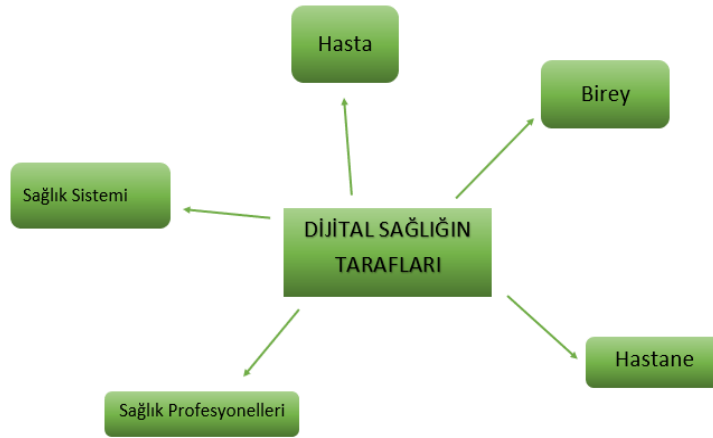 Hasta
Birey
Sağlık Sistemi
DİJİTAL SAĞLIĞIN
TARAFLARI
Hastane
Sağlık Profesyonelleri